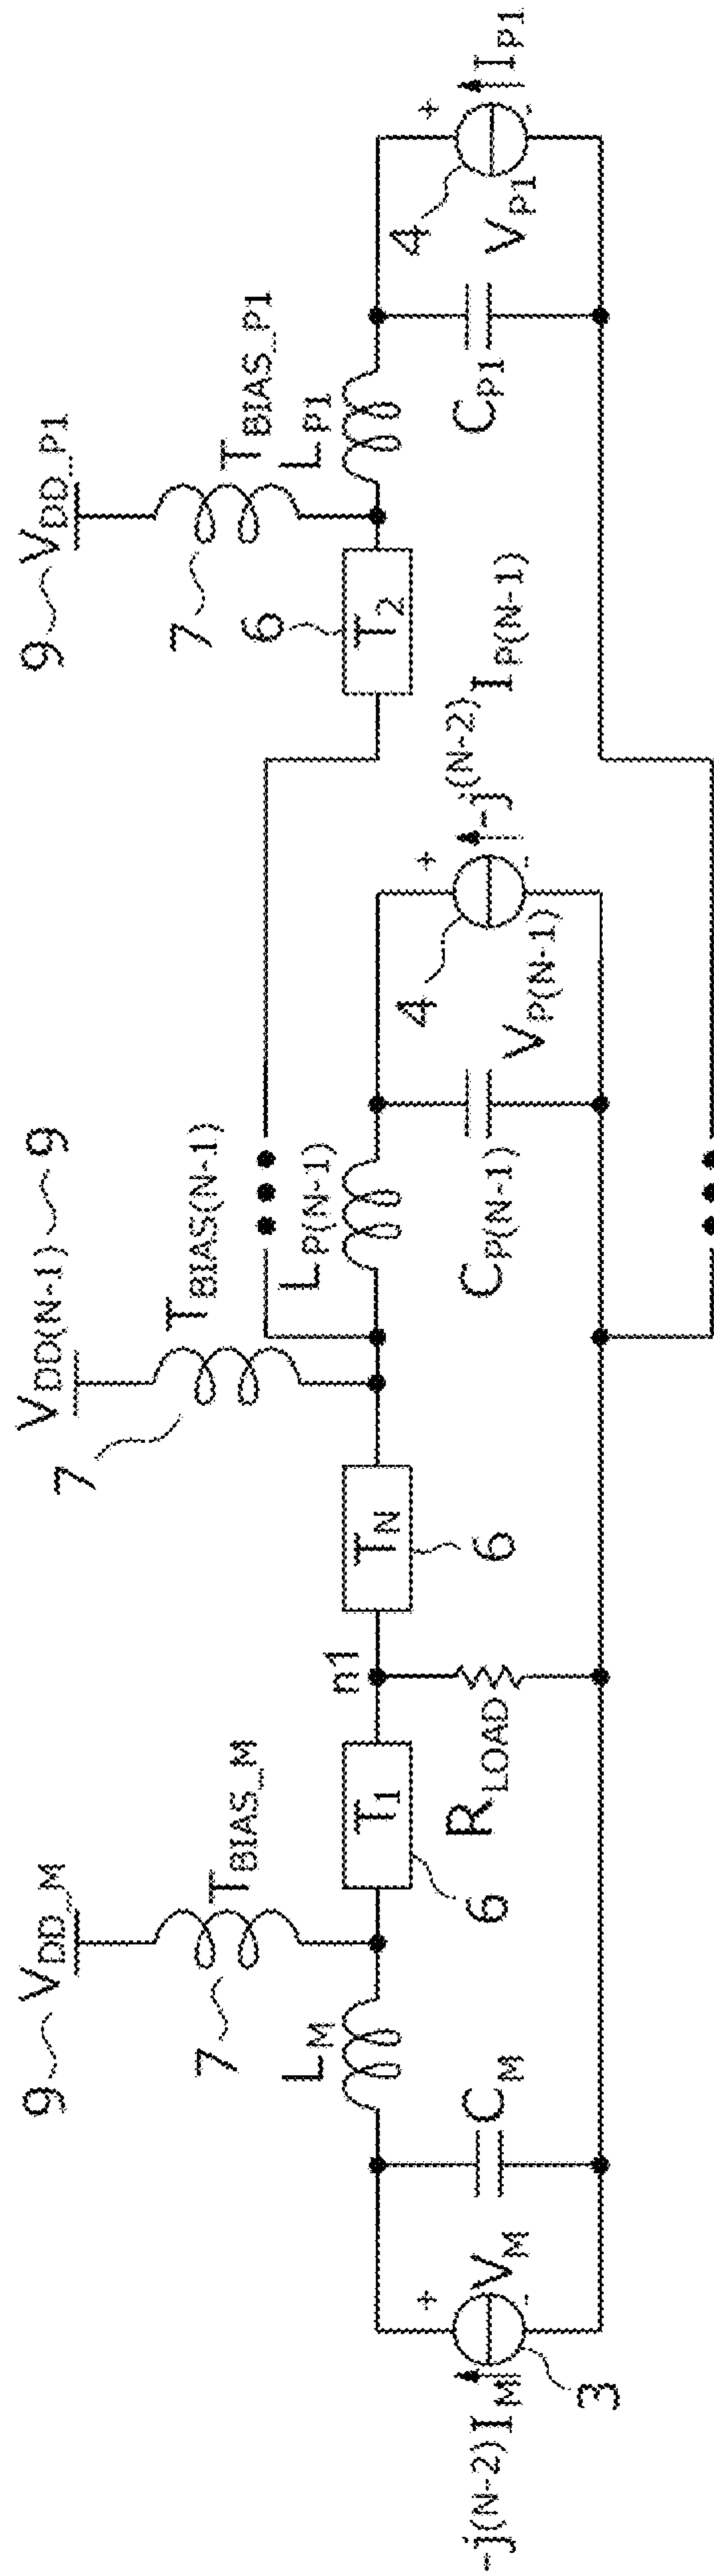 9 V_DD_M
7 T_BIAS_M
L_M
-j^(N-2) I_M
+
V_M
-
3
C_M
T_1
6
n1
R_LOAD
T_N
6
V_DD(N-1) 9
7 T_BIAS(N-1)
L_P(N-1)
C_P(N-1)
+
V_P(N-1)
-
4
-j^(N-2) I_P(N-1)
6
T_2
9 V_DD_P1
7 T_BIAS_P1
L_P1
C_P1
4
+
V_P1
-
I_P1